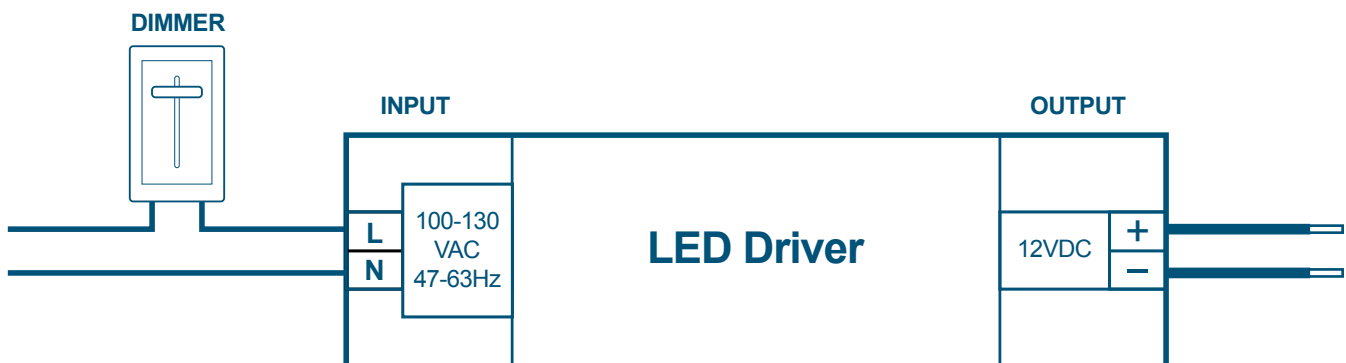 DIMMER
INPUT
OUTPUT
L
N
100-130
VAC
47-63Hz
LED Driver
12VDC
+
−